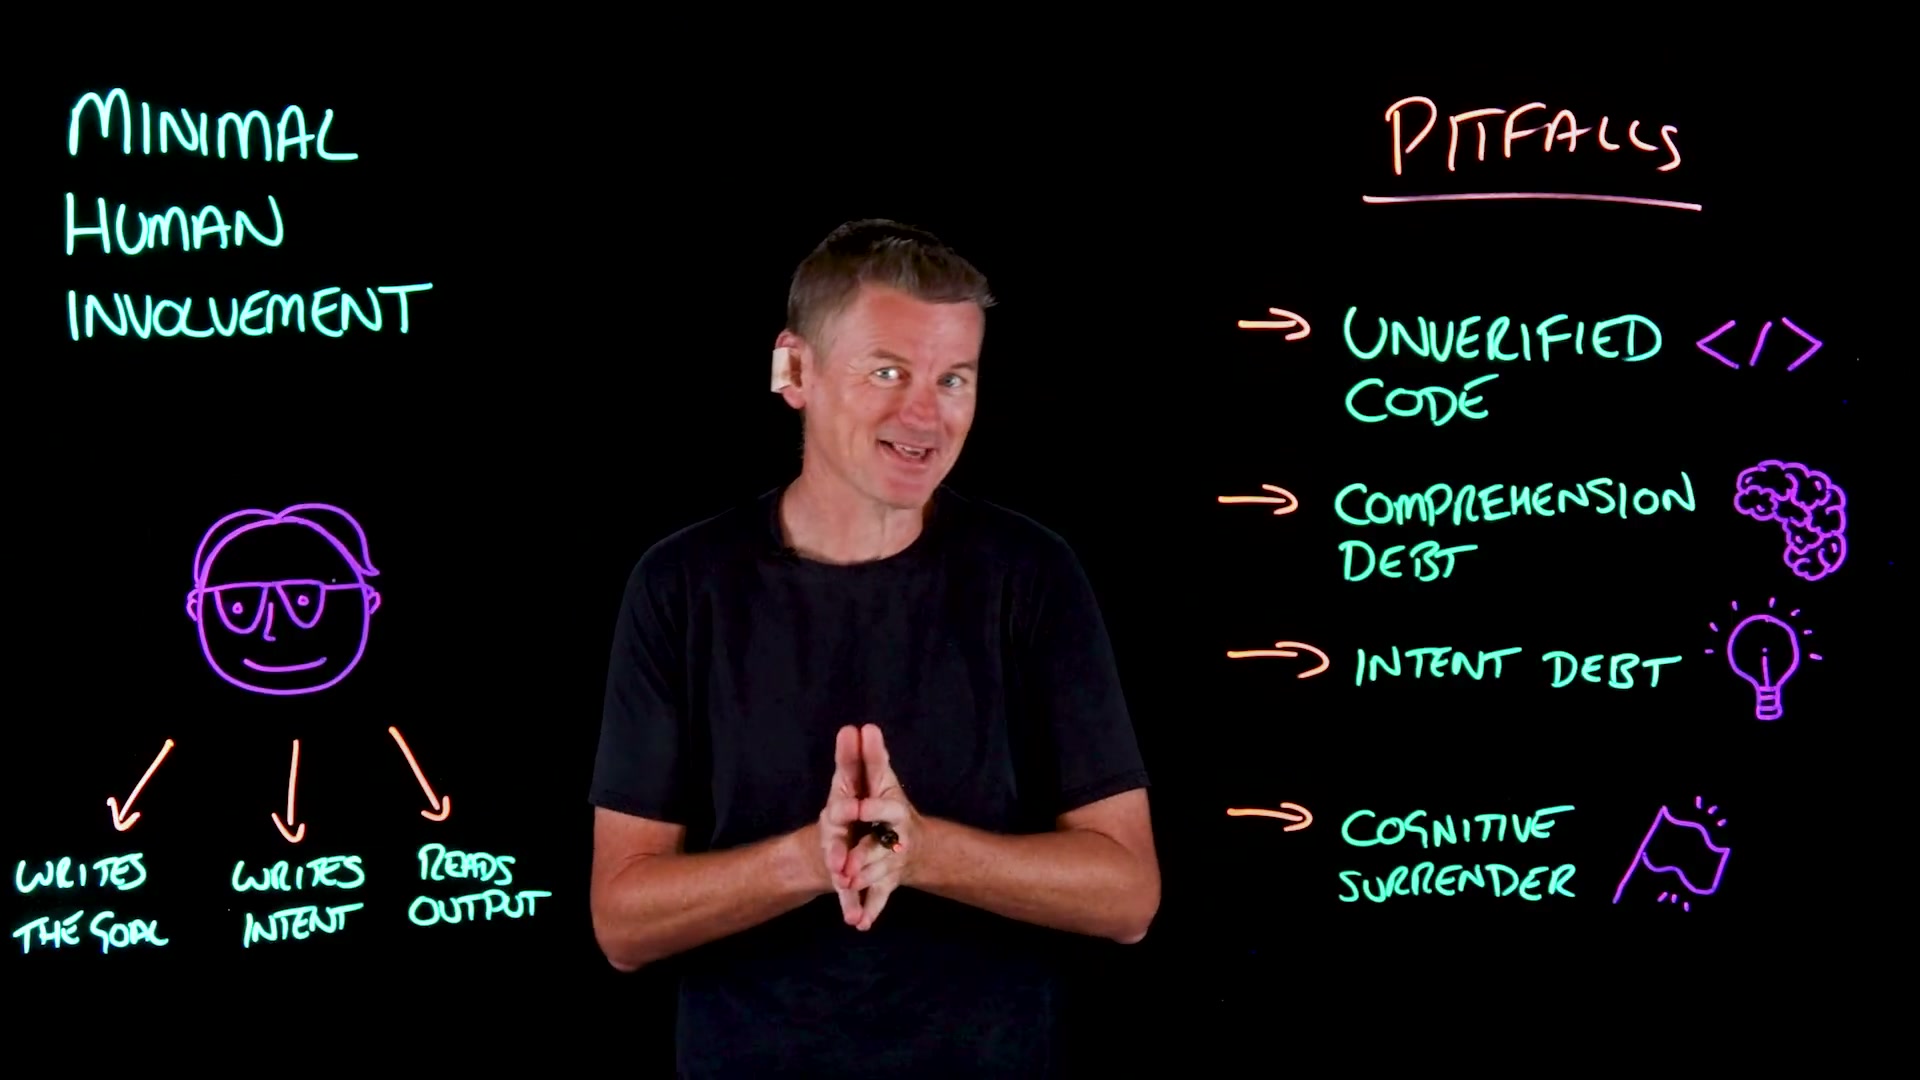 MINIMAL
HUMAN
INVOLVEMENT
WRITES
THE GOAL
WRITES
INTENT
READS
OUTPUT
PITFALLS
UNVERIFIED </>
CODE
COMPREHENSION
DEBT
INTENT DEBT
COGNITIVE
SURRENDER